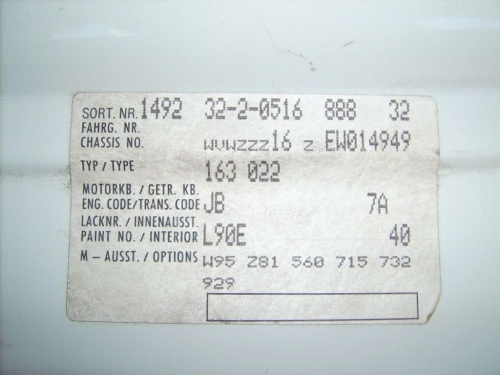 SORT. NR. 1492 32-2-0516 888 32
FAHRG. NR.
CHASSIS NO. WVWZZZ16 Z EW014949
TYP / TYPE 163 022
MOTORKB. / GETR. KB.
ENG. CODE/TRANS. CODE JB 7A
LACKNR. / INNENAUSST.
PAINT NO. / INTERIOR L90E 40
M – AUSST. / OPTIONS W95 Z81 560 715 732
929